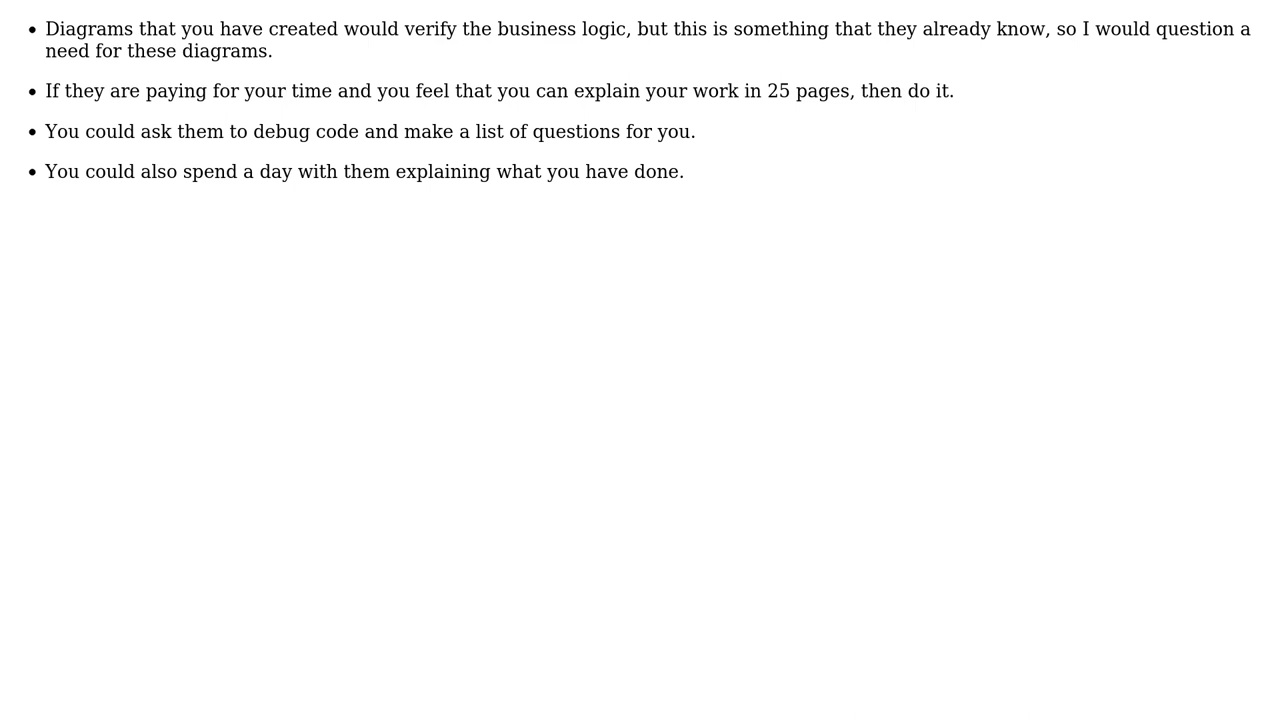 • Diagrams that you have created would verify the business logic, but this is something that they already know, so I would question a
need for these diagrams.
• If they are paying for your time and you feel that you can explain your work in 25 pages, then do it.
• You could ask them to debug code and make a list of questions for you.
• You could also spend a day with them explaining what you have done.